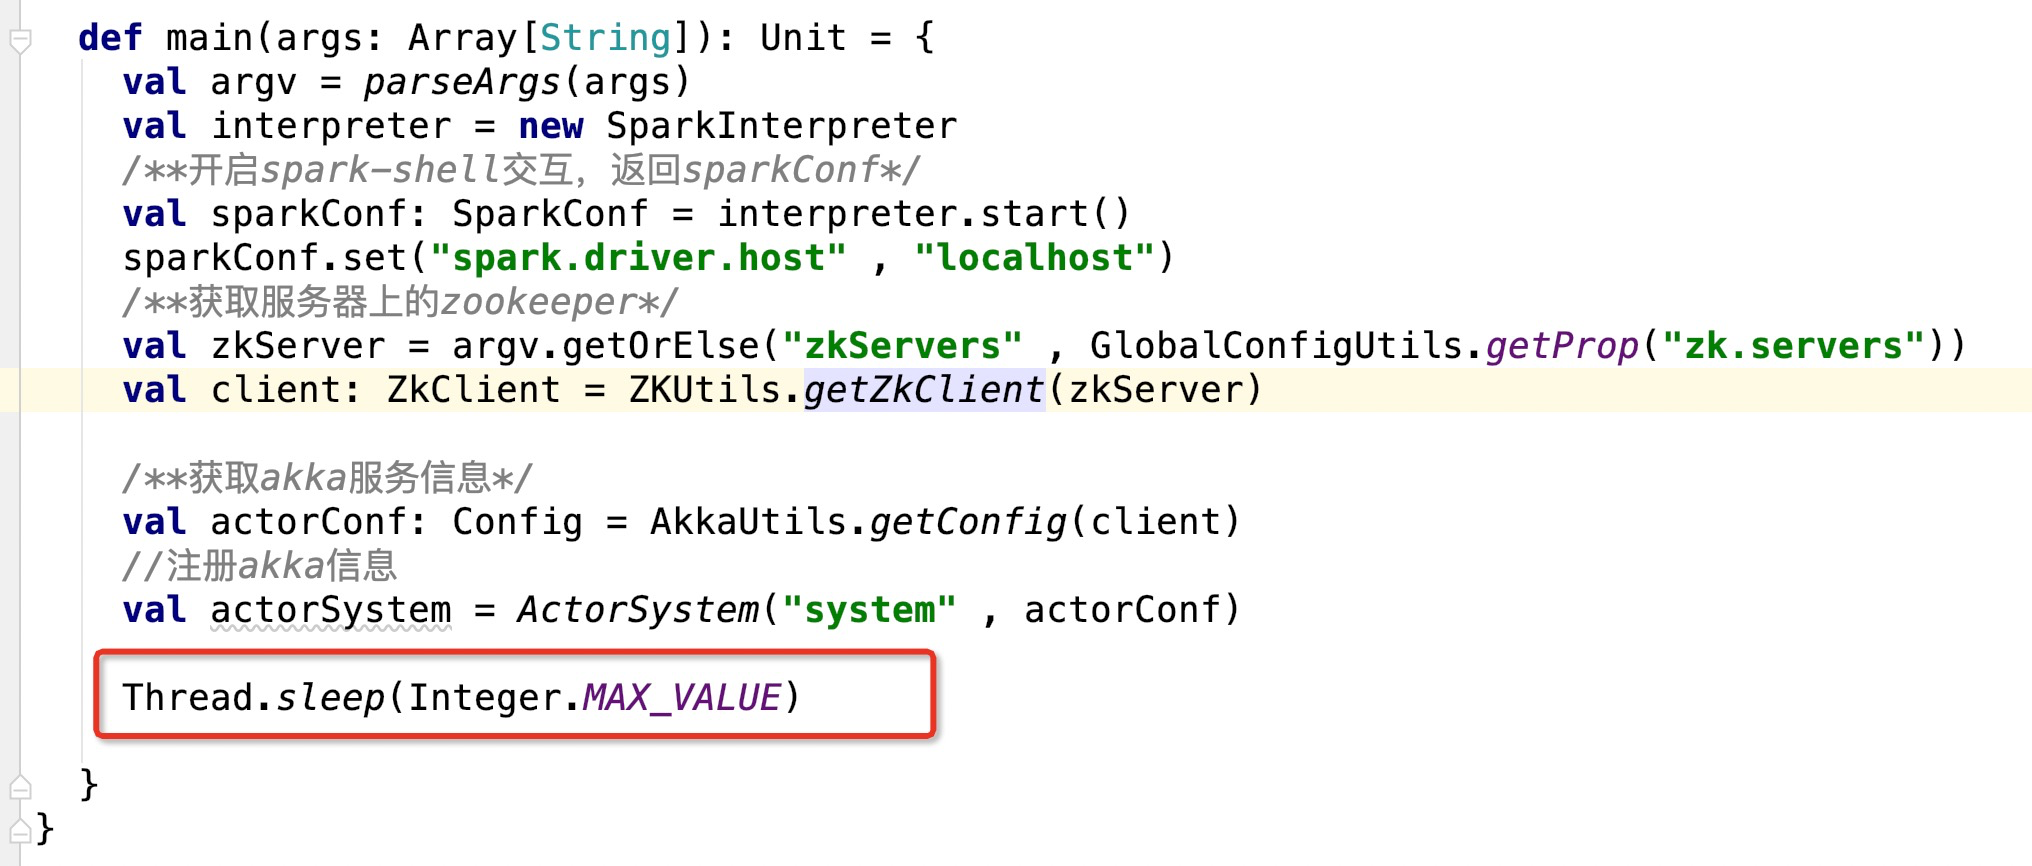 def main(args: Array[String]): Unit = {
val argv = parseArgs(args)
val interpreter = new SparkInterpreter
/**开启spark-shell交互，返回sparkConf*/
val sparkConf: SparkConf = interpreter.start()
sparkConf.set("spark.driver.host" , "localhost")
/**获取服务器上的zookeeper*/
val zkServer = argv.getOrElse("zkServers" , GlobalConfigUtils.getProp("zk.servers"))
val client: ZkClient = ZKUtils.getZkClient(zkServer)
/**获取akka服务信息*/
val actorConf: Config = AkkaUtils.getConfig(client)
//注册akka信息
val actorSystem = ActorSystem("system" , actorConf)
Thread.sleep(Integer.MAX_VALUE)
}
}